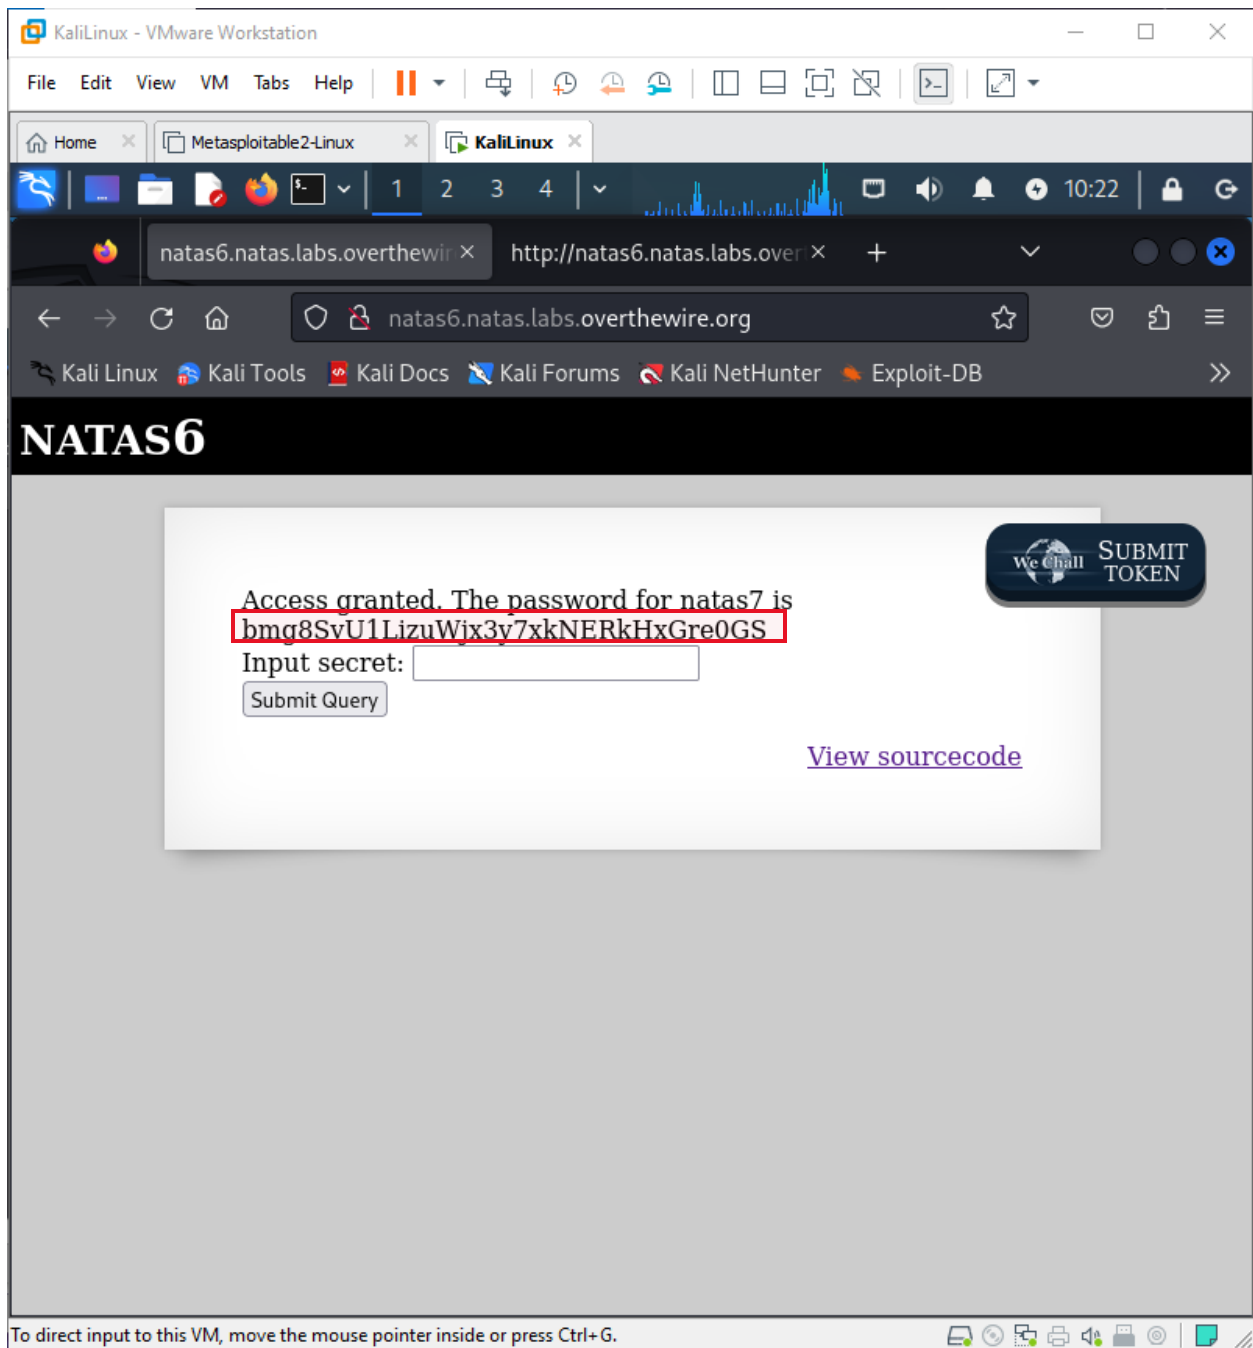 KaliLinux - VMware Workstation
File Edit View VM Tabs Help
Home Metasploitable2-Linux KaliLinux
1 2 3 4 10:22
natas6.natas.labs.overthewir http://natas6.natas.labs.over
natas6.natas.labs.overthewire.org
Kali Linux Kali Tools Kali Docs Kali Forums Kali NetHunter Exploit-DB
NATAS6
We Chall SUBMIT TOKEN
Access granted. The password for natas7 is
bmg8SvU1LizuWjx3y7xkNERkHxGre0GS
Input secret:
Submit Query
View sourcecode
To direct input to this VM, move the mouse pointer inside or press Ctrl+G.